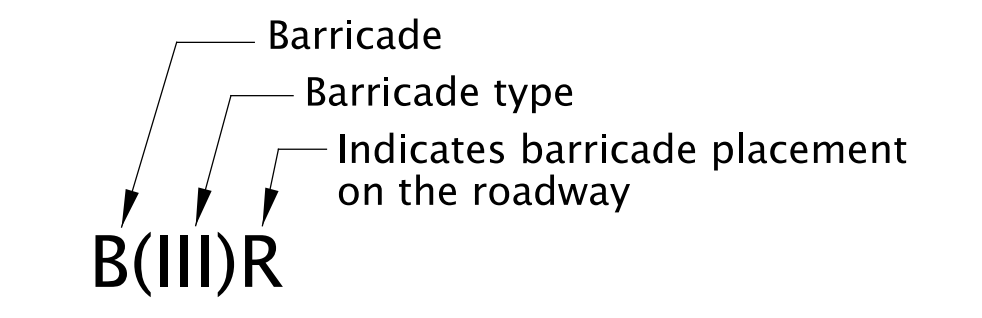 Barricade
Barricade type
Indicates barricade placement
on the roadway
B(III)R